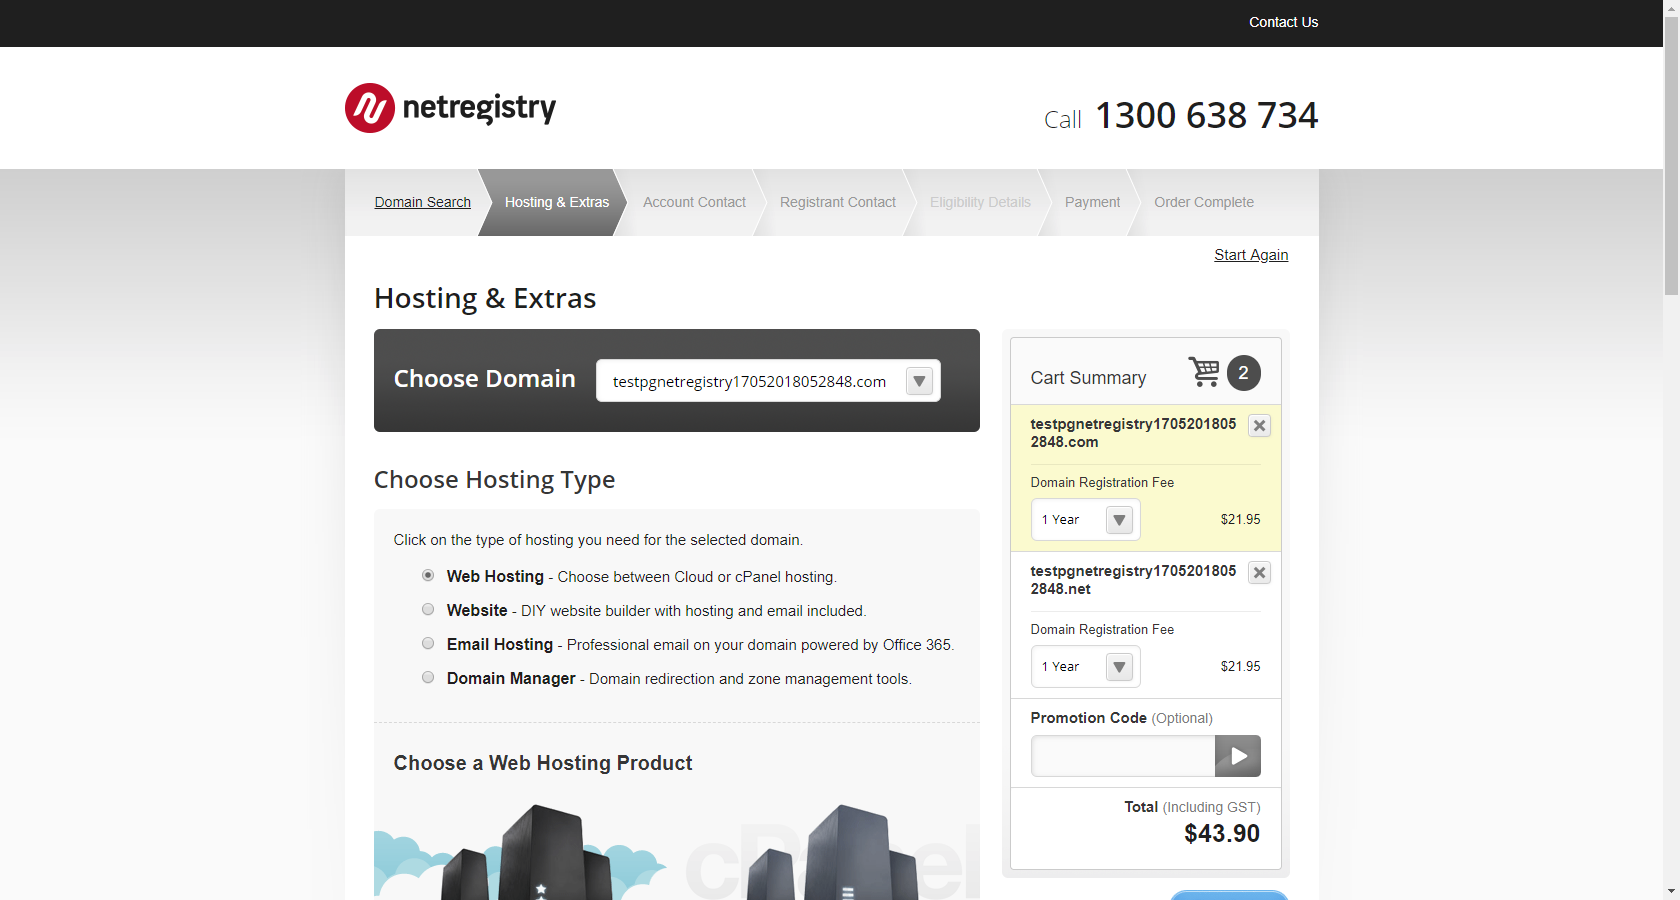 Contact Us
netregistry
Call 1300 638 734
Domain Search
Hosting & Extras
Account Contact
Registrant Contact
Eligibility Details
Payment
Order Complete
Start Again
Hosting & Extras
Choose Domain
testpgnetregistry17052018052848.com
Choose Hosting Type
Click on the type of hosting you need for the selected domain.
Web Hosting - Choose between Cloud or cPanel hosting.
Website - DIY website builder with hosting and email included.
Email Hosting - Professional email on your domain powered by Office 365.
Domain Manager - Domain redirection and zone management tools.
Choose a Web Hosting Product
cPanel
Cart Summary
2
testpgnetregistry1705201805
2848.com
Domain Registration Fee
1 Year
$21.95
testpgnetregistry1705201805
2848.net
Domain Registration Fee
1 Year
$21.95
Promotion Code (Optional)
Total (Including GST)
$43.90